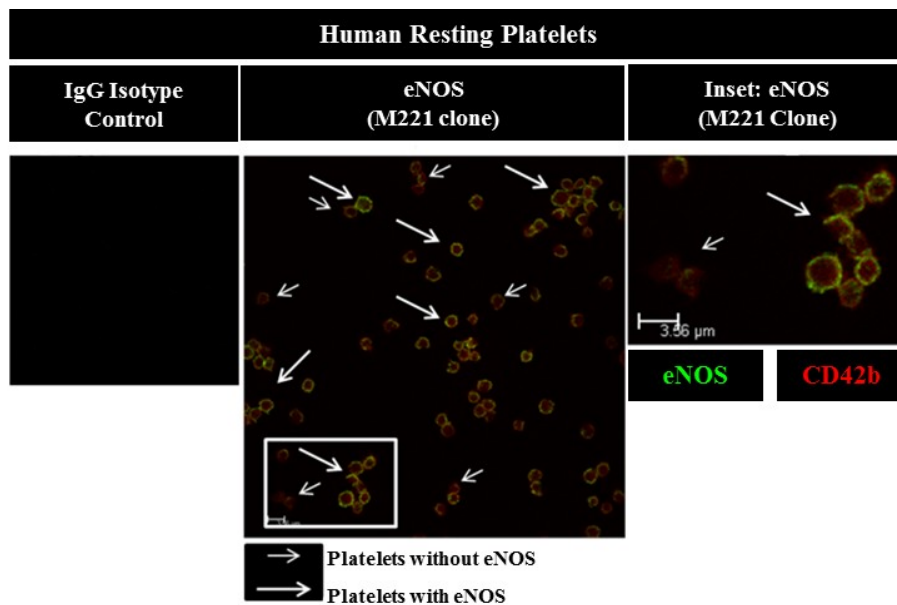 Human Resting Platelets
IgG Isotype
Control
eNOS
(M221 clone)
Inset: eNOS
(M221 Clone)
3.56 µm
eNOS
CD42b
Platelets without eNOS
Platelets with eNOS